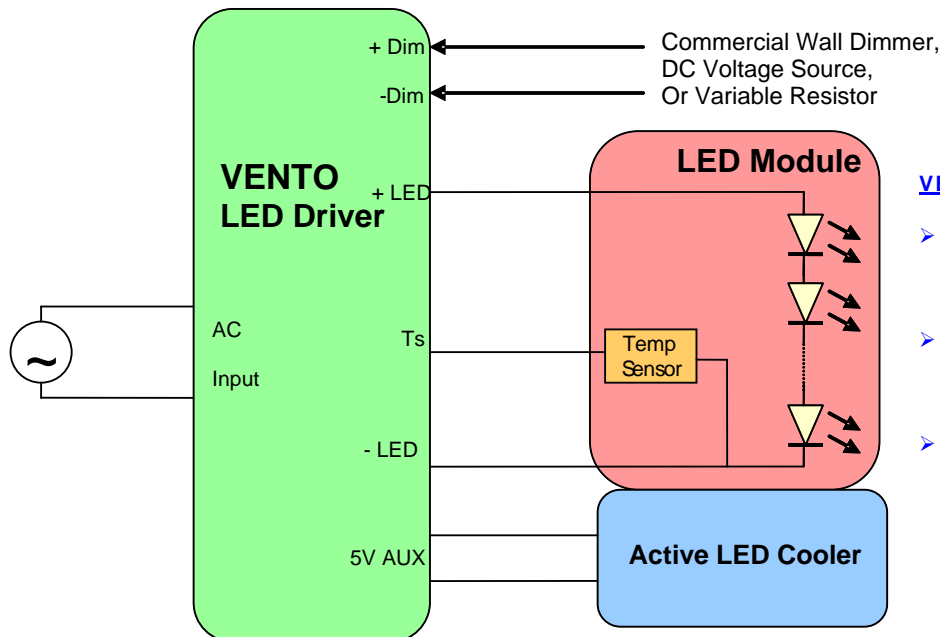 + Dim
-Dim
Commercial Wall Dimmer,
DC Voltage Source,
Or Variable Resistor
VENTO
LED Driver
+ LED
LED Module
AC
Input
~
Ts
Temp
Sensor
- LED
5V AUX
Active LED Cooler